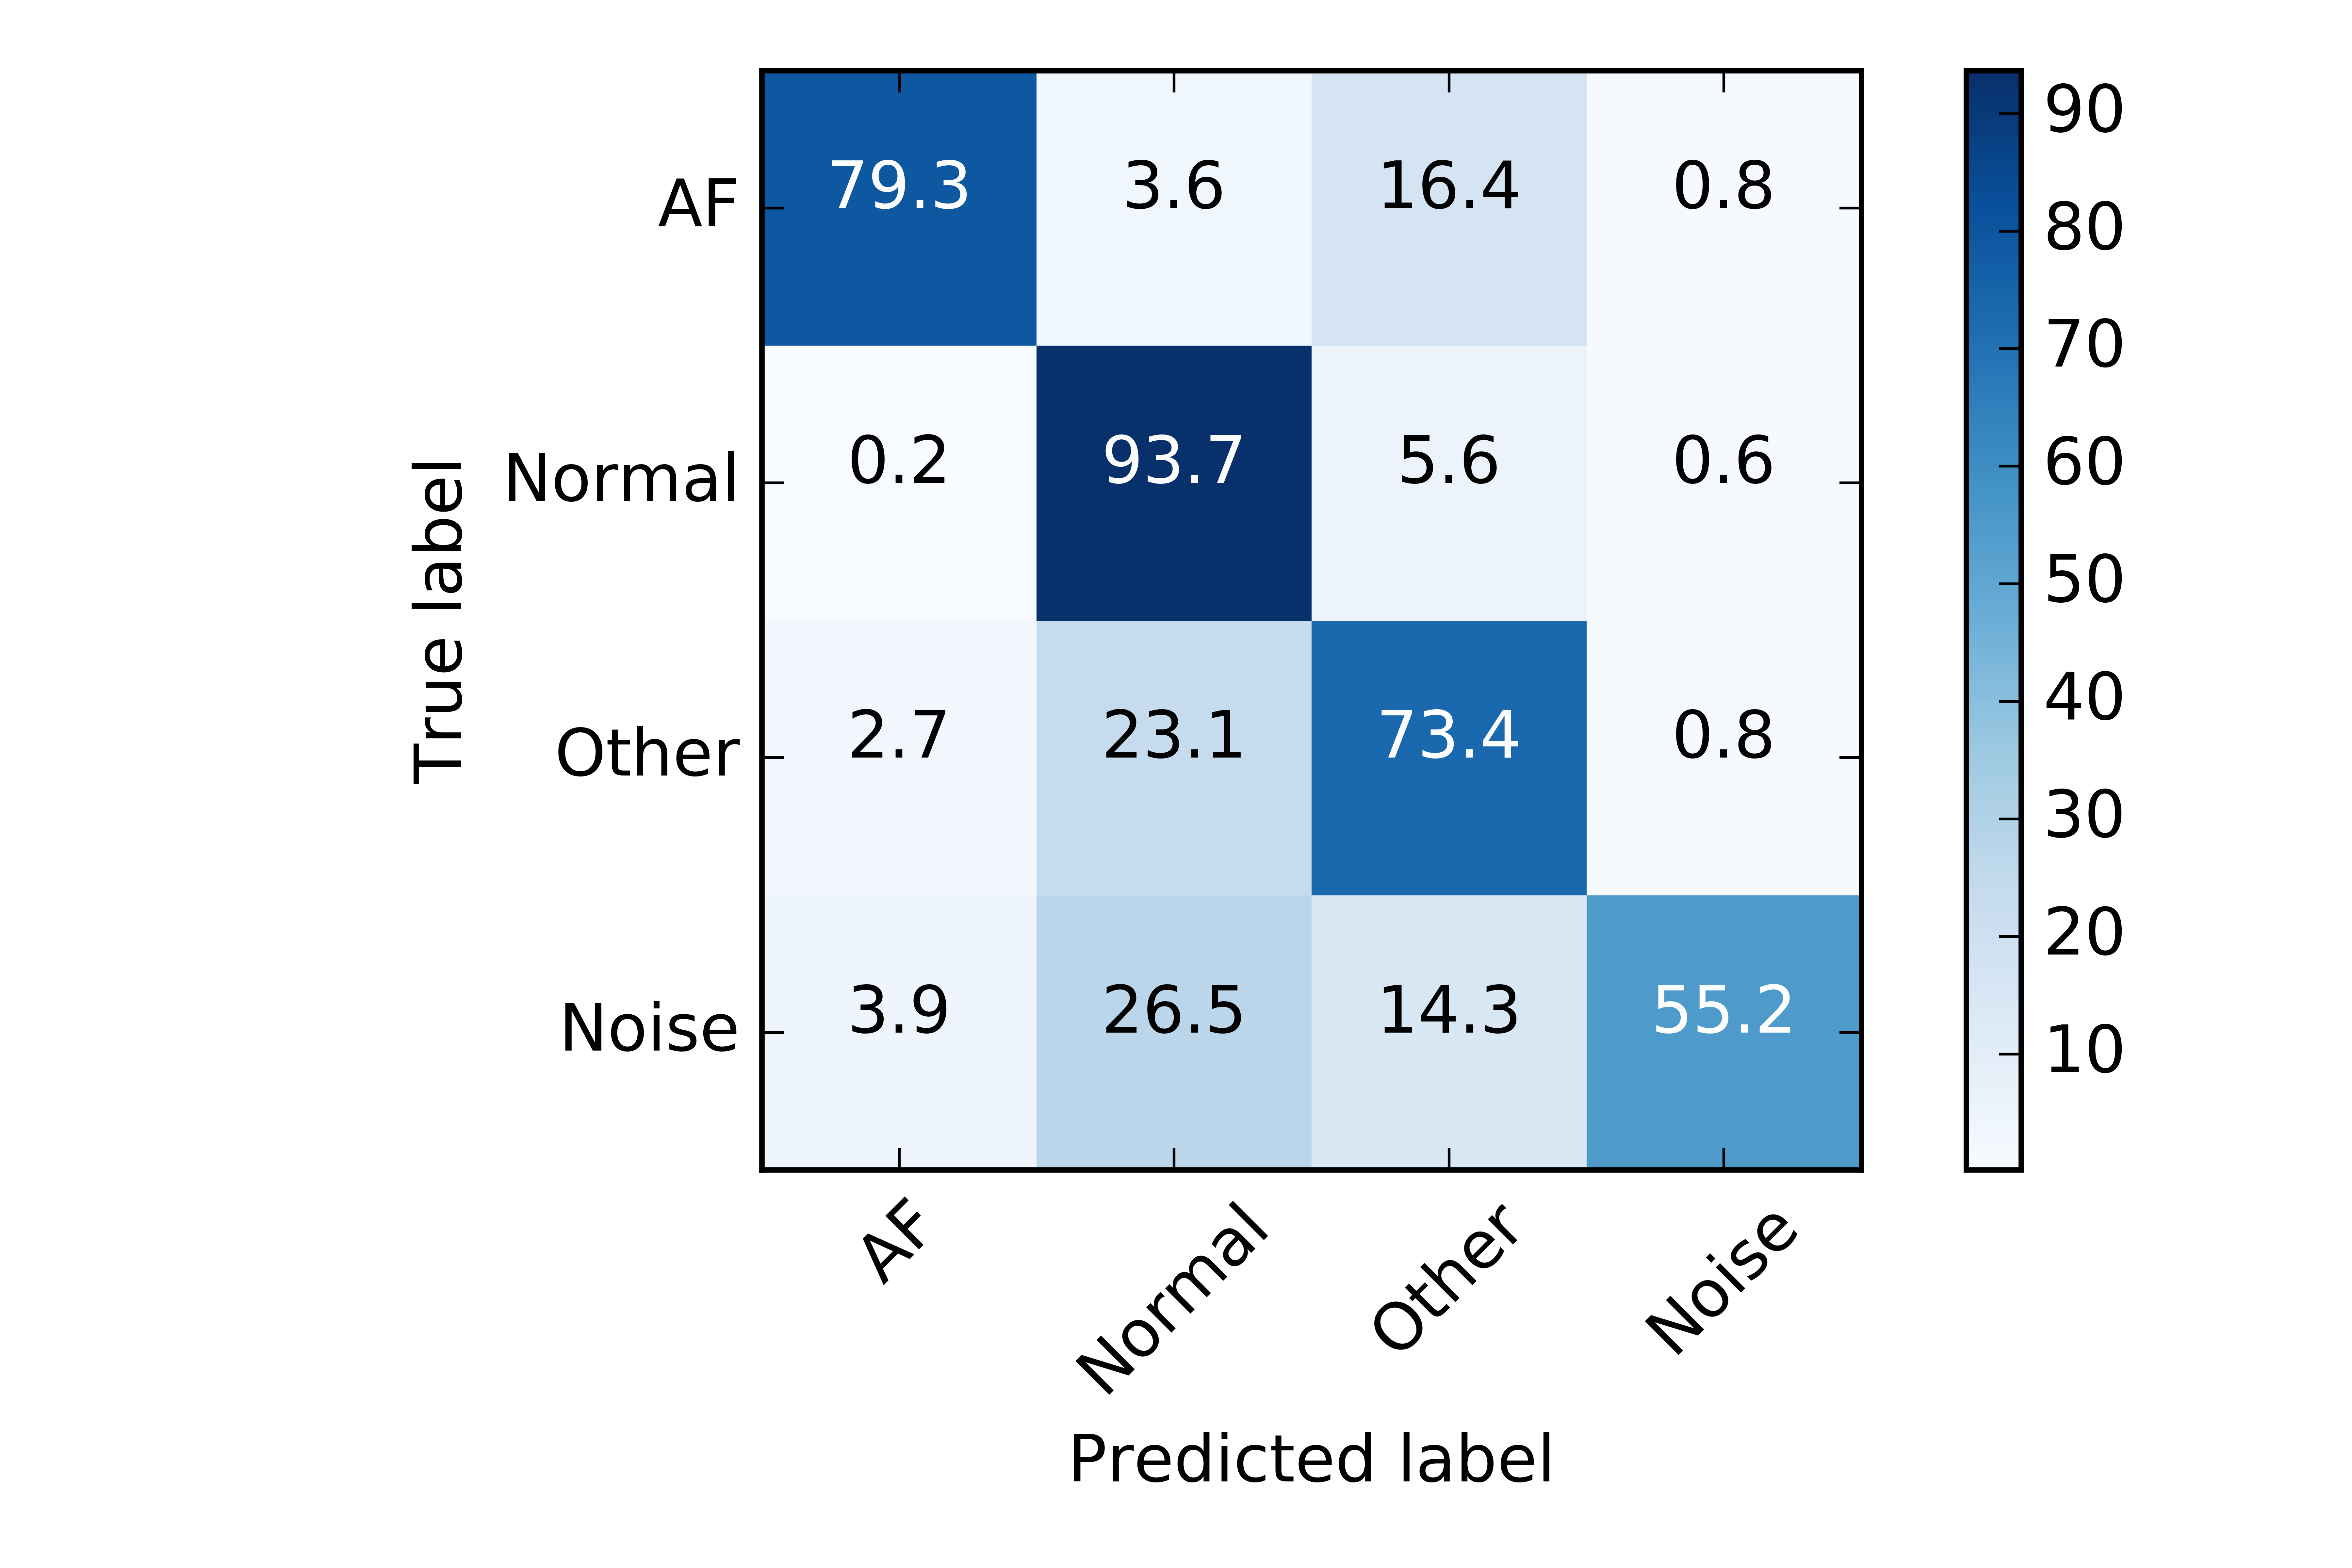 AF 79.3 3.6 16.4 0.8
Normal 0.2 93.7 5.6 0.6
Other 2.7 23.1 73.4 0.8
Noise 3.9 26.5 14.3 55.2
True label
AF Normal Other Noise
Predicted label
90
80
70
60
50
40
30
20
10